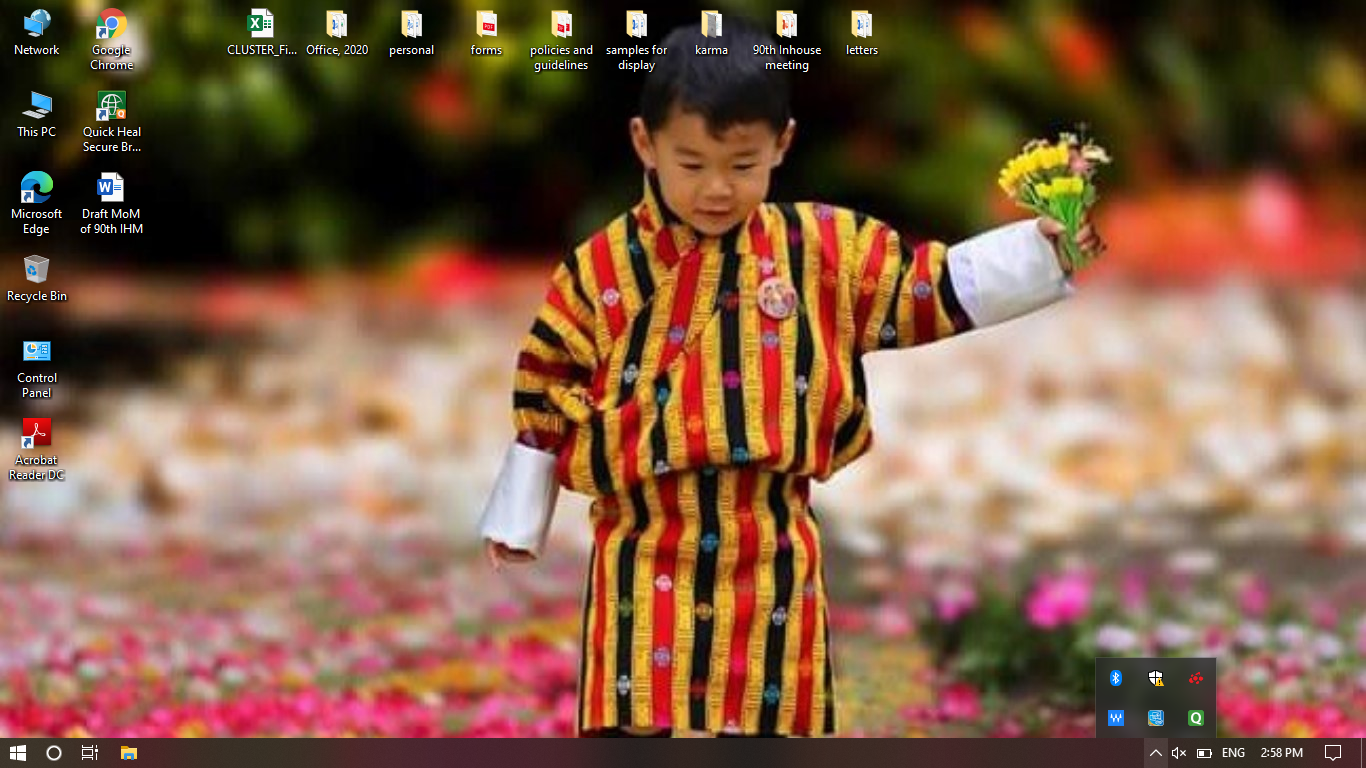 Network
Google
Chrome
CLUSTER_Fi...
Office, 2020
personal
forms
policies and
guidelines
samples for
display
karma
90th Inhouse
meeting
letters
This PC
Quick Heal
Secure Br...
Microsoft
Edge
Draft MoM
of 90th IHM
Recycle Bin
Control
Panel
Acrobat
Reader DC
ENG
2:58 PM